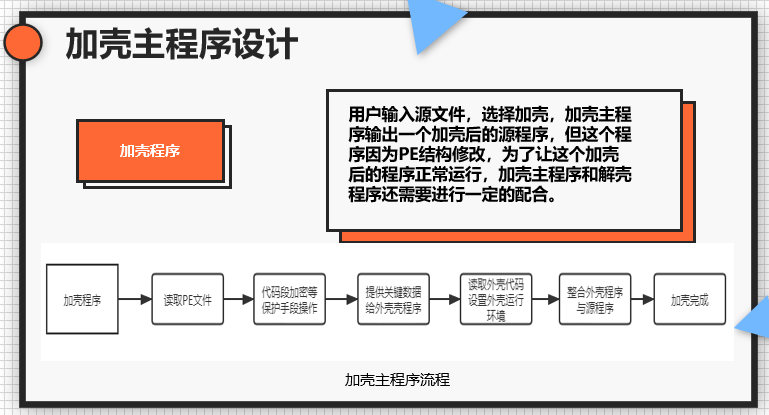 加壳主程序设计
加壳程序
用户输入源文件，选择加壳，加壳主程
序输出一个加壳后的源程序，但这个程
序因为PE结构修改，为了让这个加壳
后的程序正常运行，加壳主程序和解壳
程序还需要进行一定的配合。
加壳程序
读取PE文件
代码段加密等
保护手段操作
提供关键数据
给外壳壳程序
读取外壳代码
设置外壳运行
环境
整合外壳程序
与源程序
加壳完成
加壳主程序流程